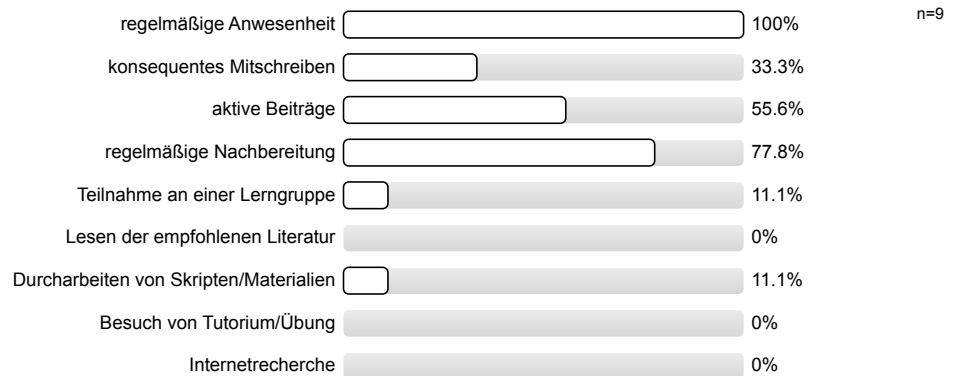 regelmäßige Anwesenheit 100% n=9
konsequentes Mitschreiben 33.3%
aktive Beiträge 55.6%
regelmäßige Nachbereitung 77.8%
Teilnahme an einer Lerngruppe 11.1%
Lesen der empfohlenen Literatur 0%
Durcharbeiten von Skripten/Materialien 11.1%
Besuch von Tutorium/Übung 0%
Internetrecherche 0%